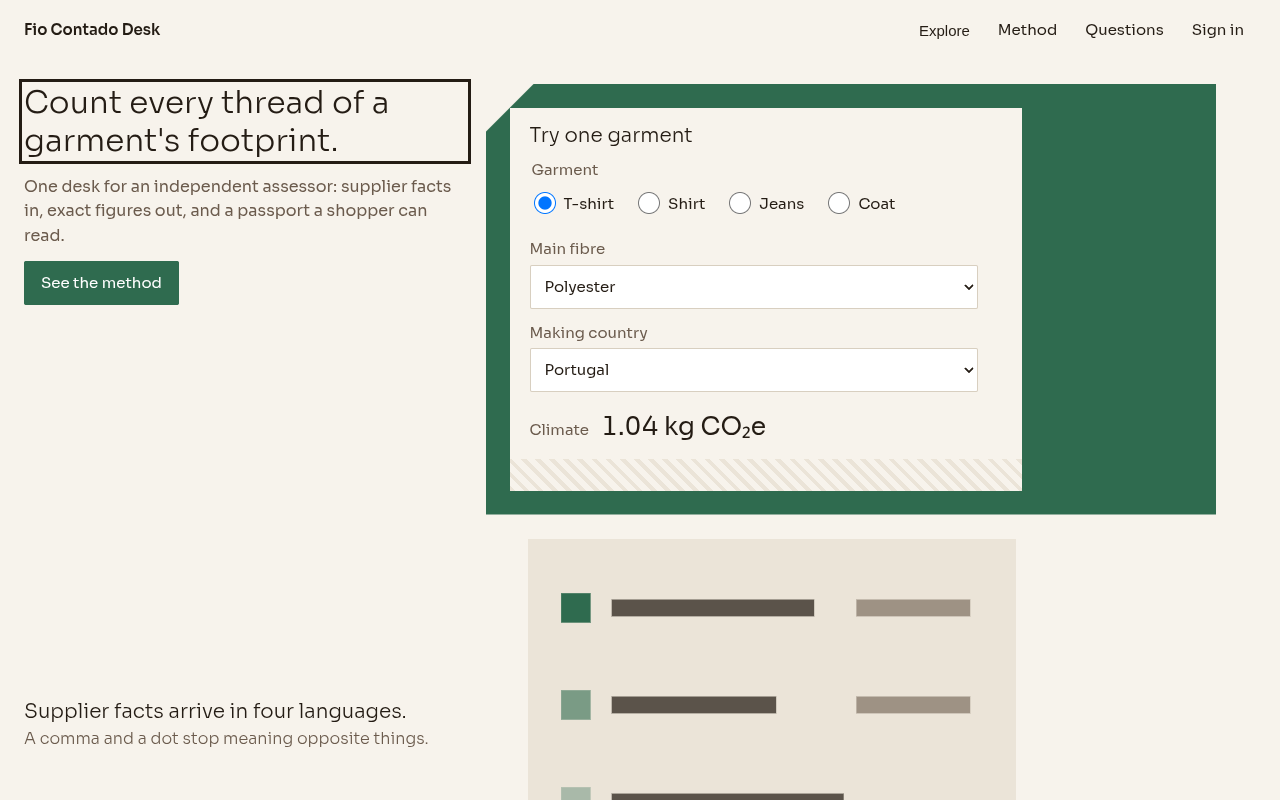 Fio Contado Desk
Explore
Method
Questions
Sign in
Count every thread of a
garment's footprint.
One desk for an independent assessor: supplier facts
in, exact figures out, and a passport a shopper can
read.
See the method
Try one garment
Garment
T-shirt
Shirt
Jeans
Coat
Main fibre
Polyester
Making country
Portugal
Climate 1.04 kg CO₂e
Supplier facts arrive in four languages.
A comma and a dot stop meaning opposite things.